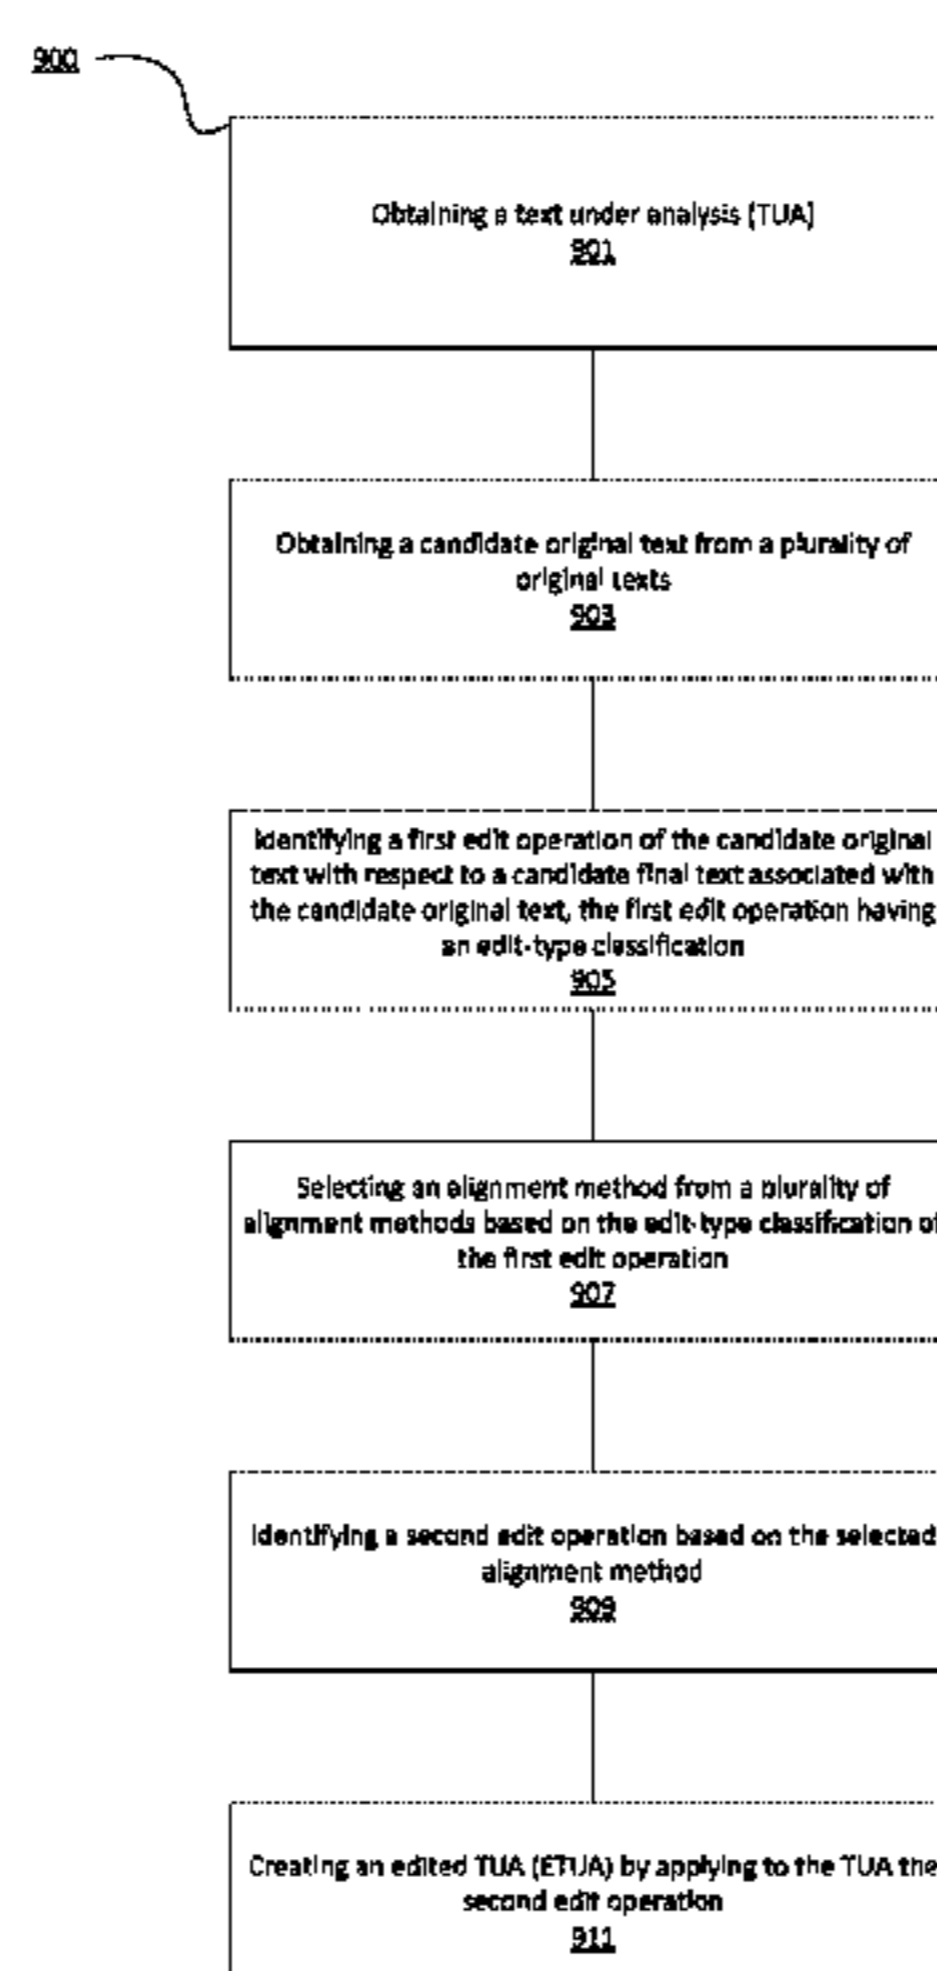 900
Obtaining a text under analysis (TUA)
901
Obtaining a candidate original text from a plurality of
original texts
903
Identifying a first edit operation of the candidate original
text with respect to a candidate final text associated with
the candidate original text, the first edit operation having
an edit-type classification
905
Selecting an alignment method from a plurality of
alignment methods based on the edit-type classification of
the first edit operation
907
Identifying a second edit operation based on the selected
alignment method
909
Creating an edited TUA (ETUA) by applying to the TUA the
second edit operation
911